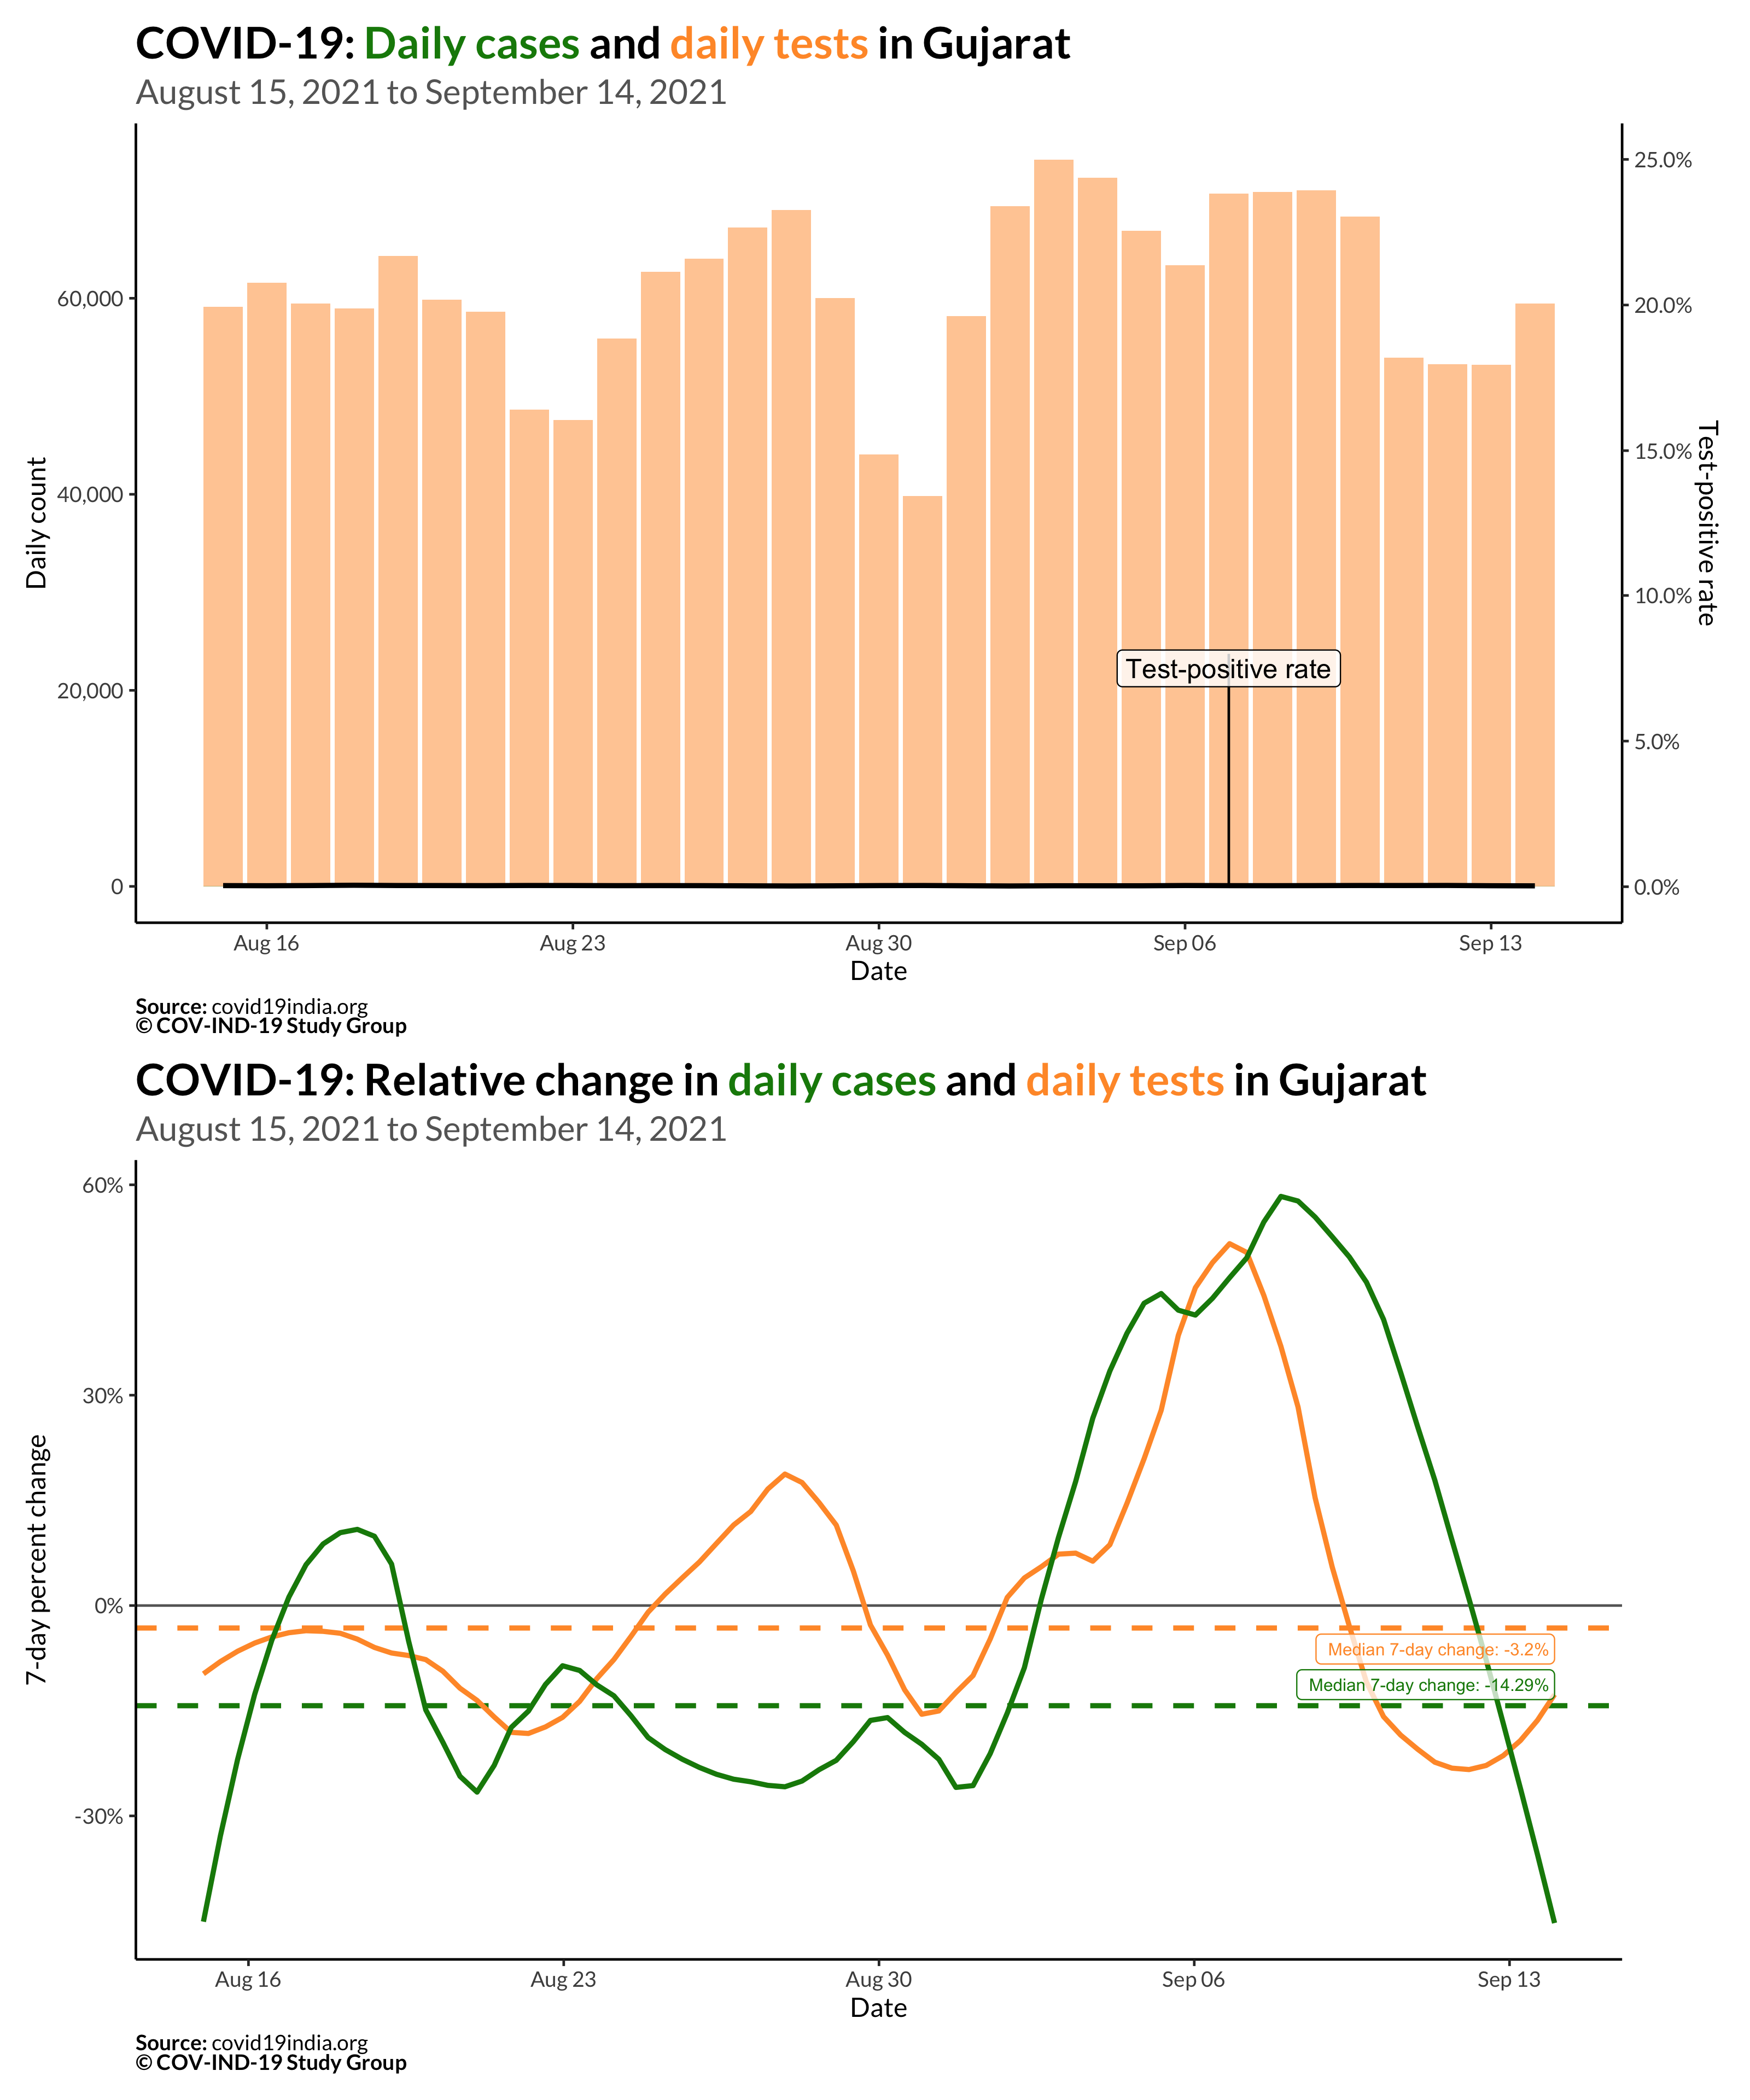 COVID-19: Daily cases and daily tests in Gujarat
August 15, 2021 to September 14, 2021
Daily count
60,000
40,000
20,000
0
25.0%
20.0%
15.0%
10.0%
5.0%
0.0%
Test-positive rate
Test-positive rate
Aug 16
Aug 23
Aug 30
Sep 06
Sep 13
Date
Source: covid19india.org
© COV-IND-19 Study Group
COVID-19: Relative change in daily cases and daily tests in Gujarat
August 15, 2021 to September 14, 2021
7-day percent change
60%
30%
0%
-30%
Median 7-day change: -3.2%
Median 7-day change: -14.29%
Aug 16
Aug 23
Aug 30
Sep 06
Sep 13
Date
Source: covid19india.org
© COV-IND-19 Study Group